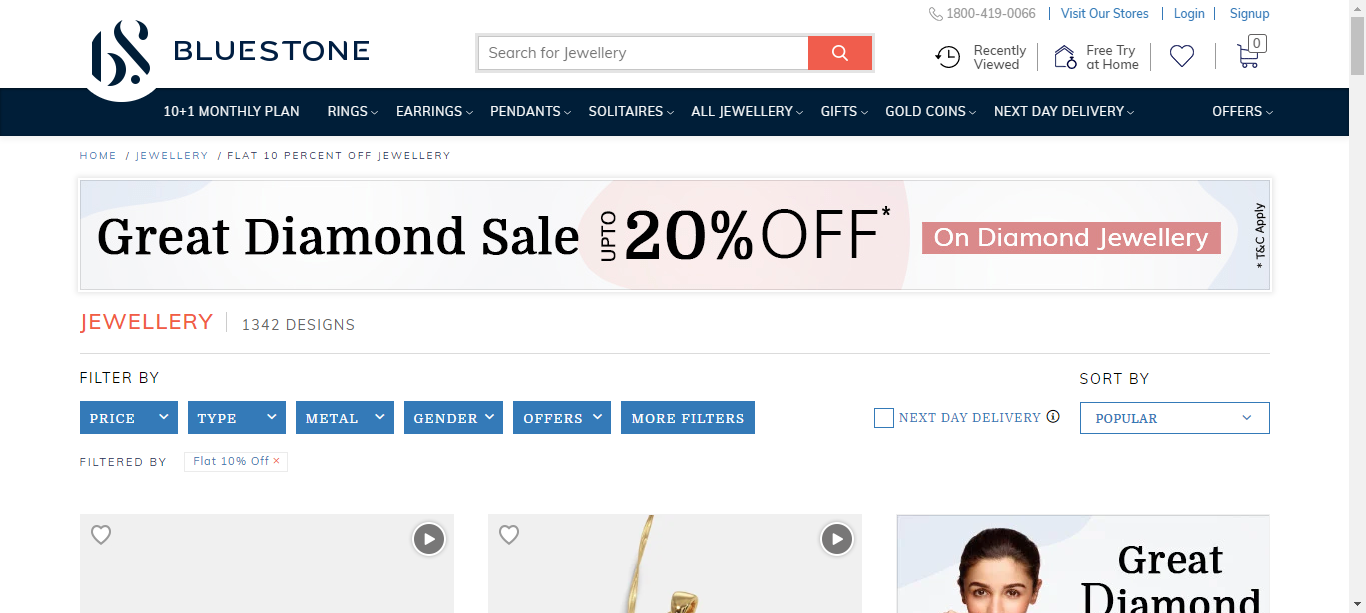 1800-419-0066 | Visit Our Stores | Login | Signup
BLUESTONE
Search for Jewellery
Recently Viewed
Free Try at Home
0
10+1 MONTHLY PLAN RINGS EARRINGS PENDANTS SOLITAIRES ALL JEWELLERY GIFTS GOLD COINS NEXT DAY DELIVERY OFFERS
HOME / JEWELLERY / FLAT 10 PERCENT OFF JEWELLERY
Great Diamond Sale UPTO 20% OFF* On Diamond Jewellery * T&C Apply
JEWELLERY | 1342 DESIGNS
FILTER BY
SORT BY
PRICE TYPE METAL GENDER OFFERS MORE FILTERS
NEXT DAY DELIVERY
POPULAR
FILTERED BY Flat 10% Off ×
Great
Diamond